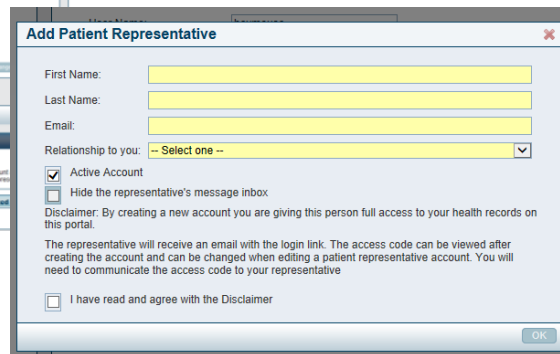 User Name:
Add Patient Representative
First Name:
Last Name:
Email:
Relationship to you: -- Select one --
Active Account
Hide the representative's message inbox
Disclaimer: By creating a new account you are giving this person full access to your health records on
this portal.
The representative will receive an email with the login link. The access code can be viewed after
creating the account and can be changed when editing a patient representative account. You will
need to communicate the access code to your representative
I have read and agree with the Disclaimer
OK